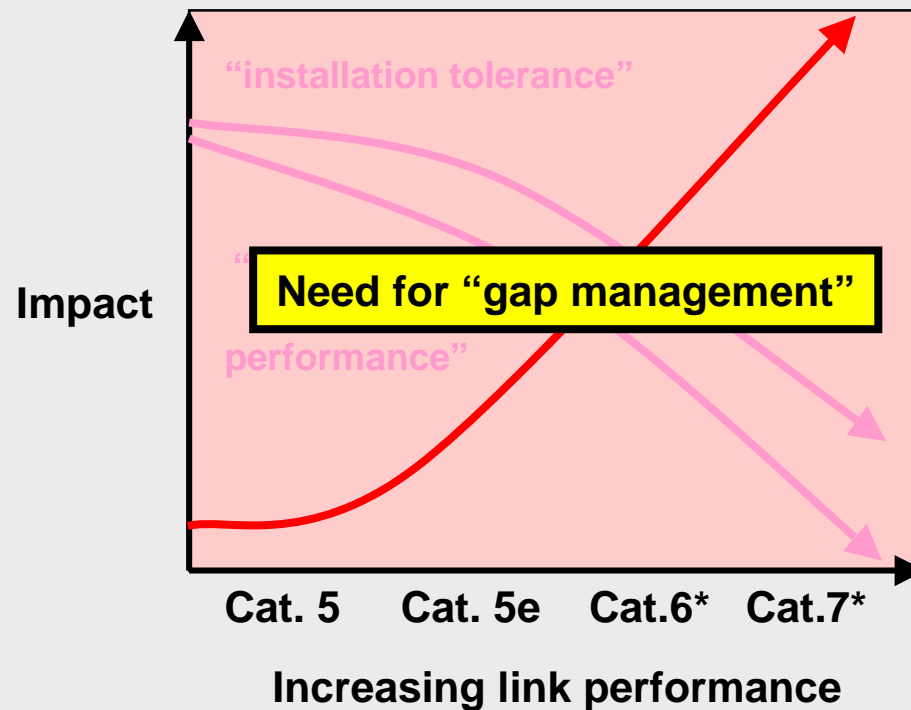 “installation tolerance”
“
Need for “gap management”
Impact
performance”
Cat. 5 Cat. 5e Cat.6* Cat.7*
Increasing link performance